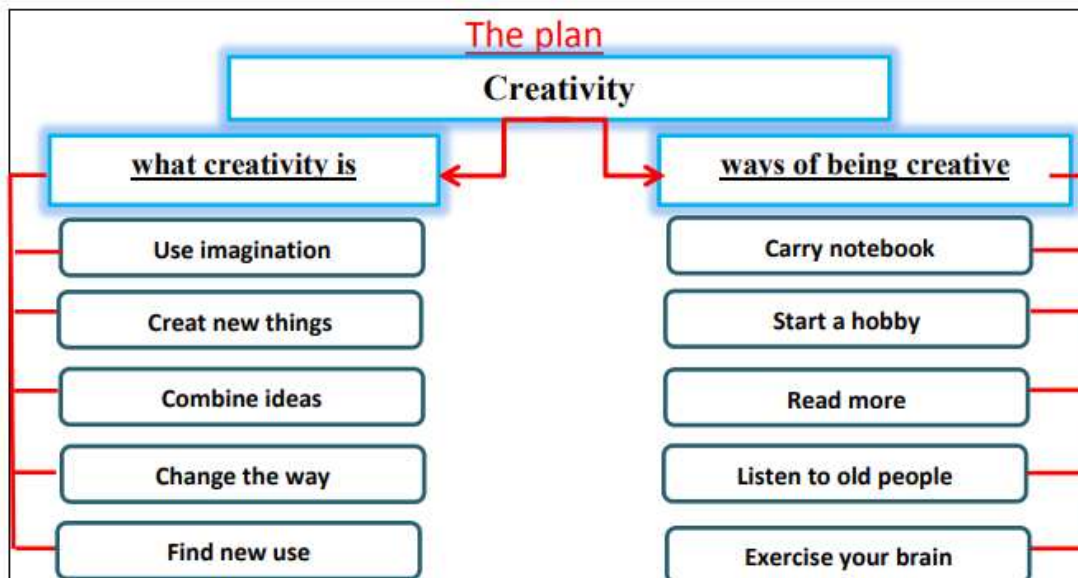 The plan
Creativity
what creativity is
ways of being creative
Use imagination
Carry notebook
Creat new things
Start a hobby
Combine ideas
Read more
Change the way
Listen to old people
Find new use
Exercise your brain